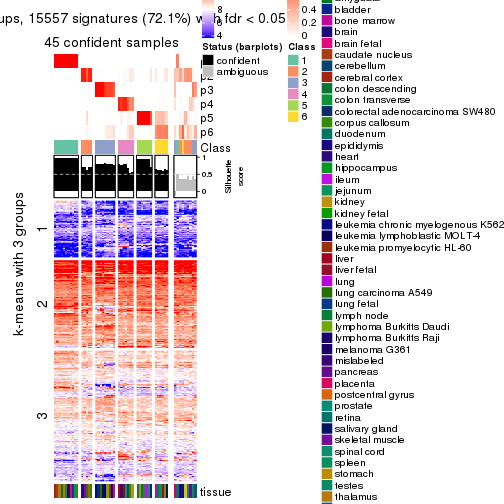 ups, 15557 signatures (72.1%) with fdr < 0.05
45 confident samples
p3
p4
p5
p6
Class
1
0.5
0
Silhouette
score
k-means with 3 groups
1
2
3
tissue
8
6
4
Status (barplots)
confident
ambiguous
0.4
0.2
0
Class
1
2
3
4
5
6
bladder
bone marrow
brain
brain fetal
caudate nucleus
cerebellum
cerebral cortex
colon descending
colon transverse
colorectal adenocarcinoma SW480
corpus callosum
duodenum
epididymis
heart
hippocampus
ileum
jejunum
kidney
kidney fetal
leukemia chronic myelogenous K562
leukemia lymphoblastic MOLT-4
leukemia promyelocytic HL-60
liver
liver fetal
lung
lung carcinoma A549
lung fetal
lymph node
lymphoma Burkitts Daudi
lymphoma Burkitts Raji
melanoma G361
mislabeled
pancreas
placenta
postcentral gyrus
prostate
retina
salivary gland
skeletal muscle
spinal cord
spleen
stomach
testes
thalamus